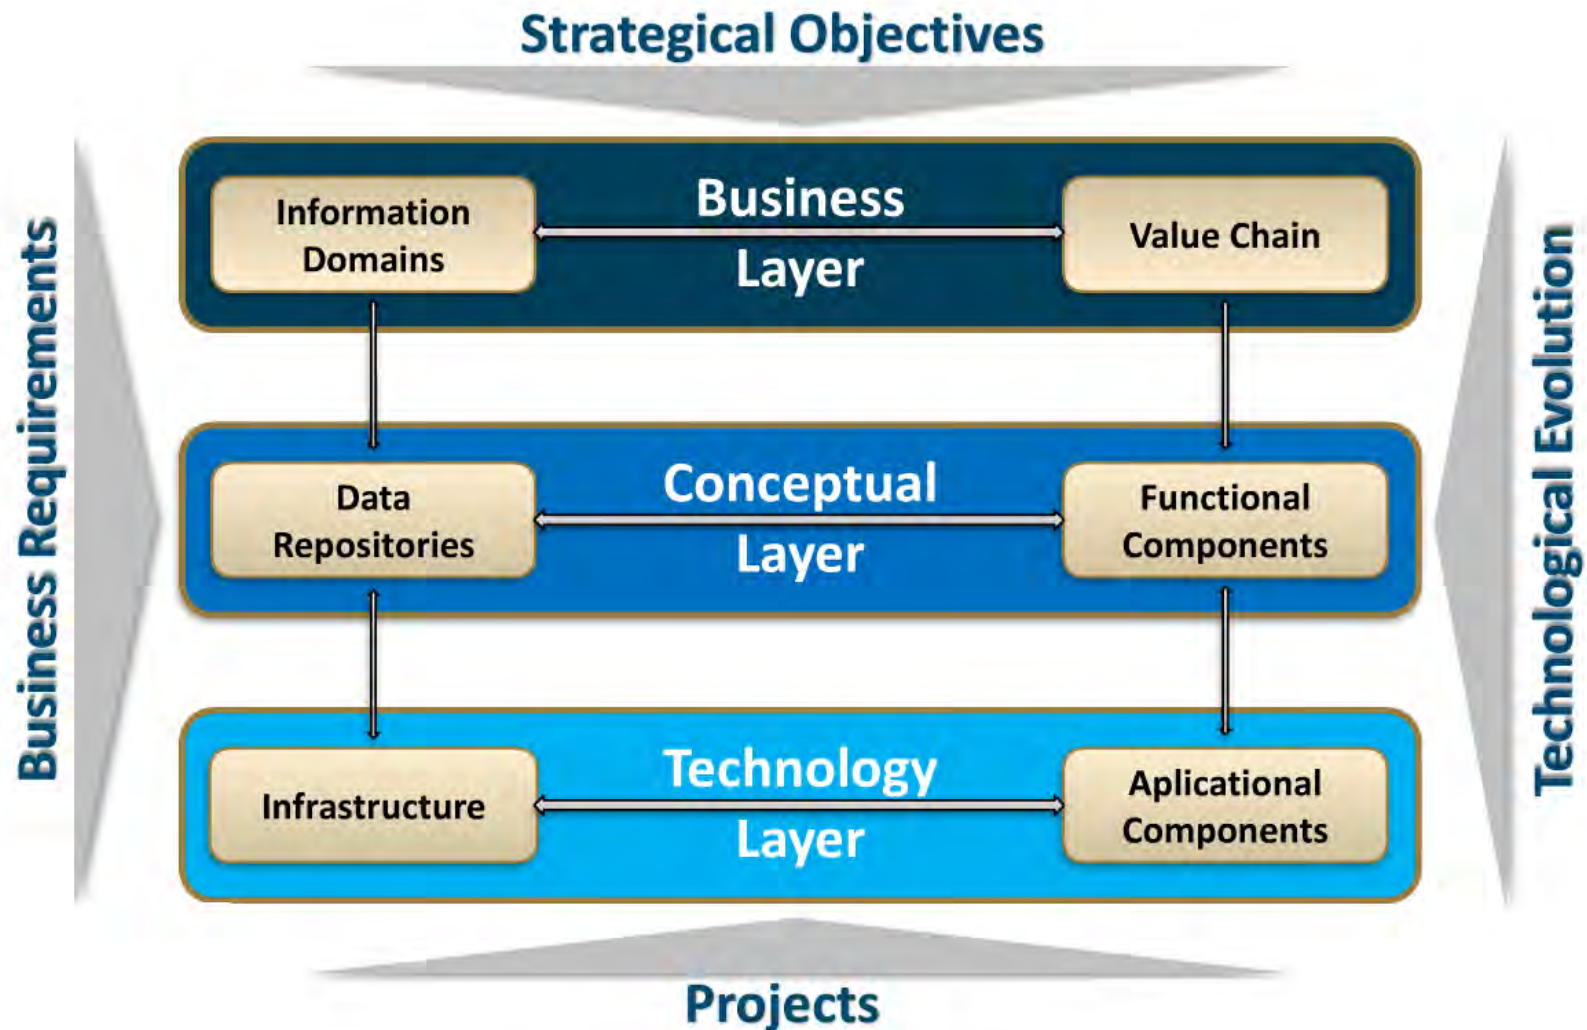 Strategical Objectives
Business Requirements
Technological Evolution
Business
Layer
Information
Domains
Value Chain
Conceptual
Layer
Data
Repositories
Functional
Components
Technology
Layer
Infrastructure
Aplicational
Components
Projects